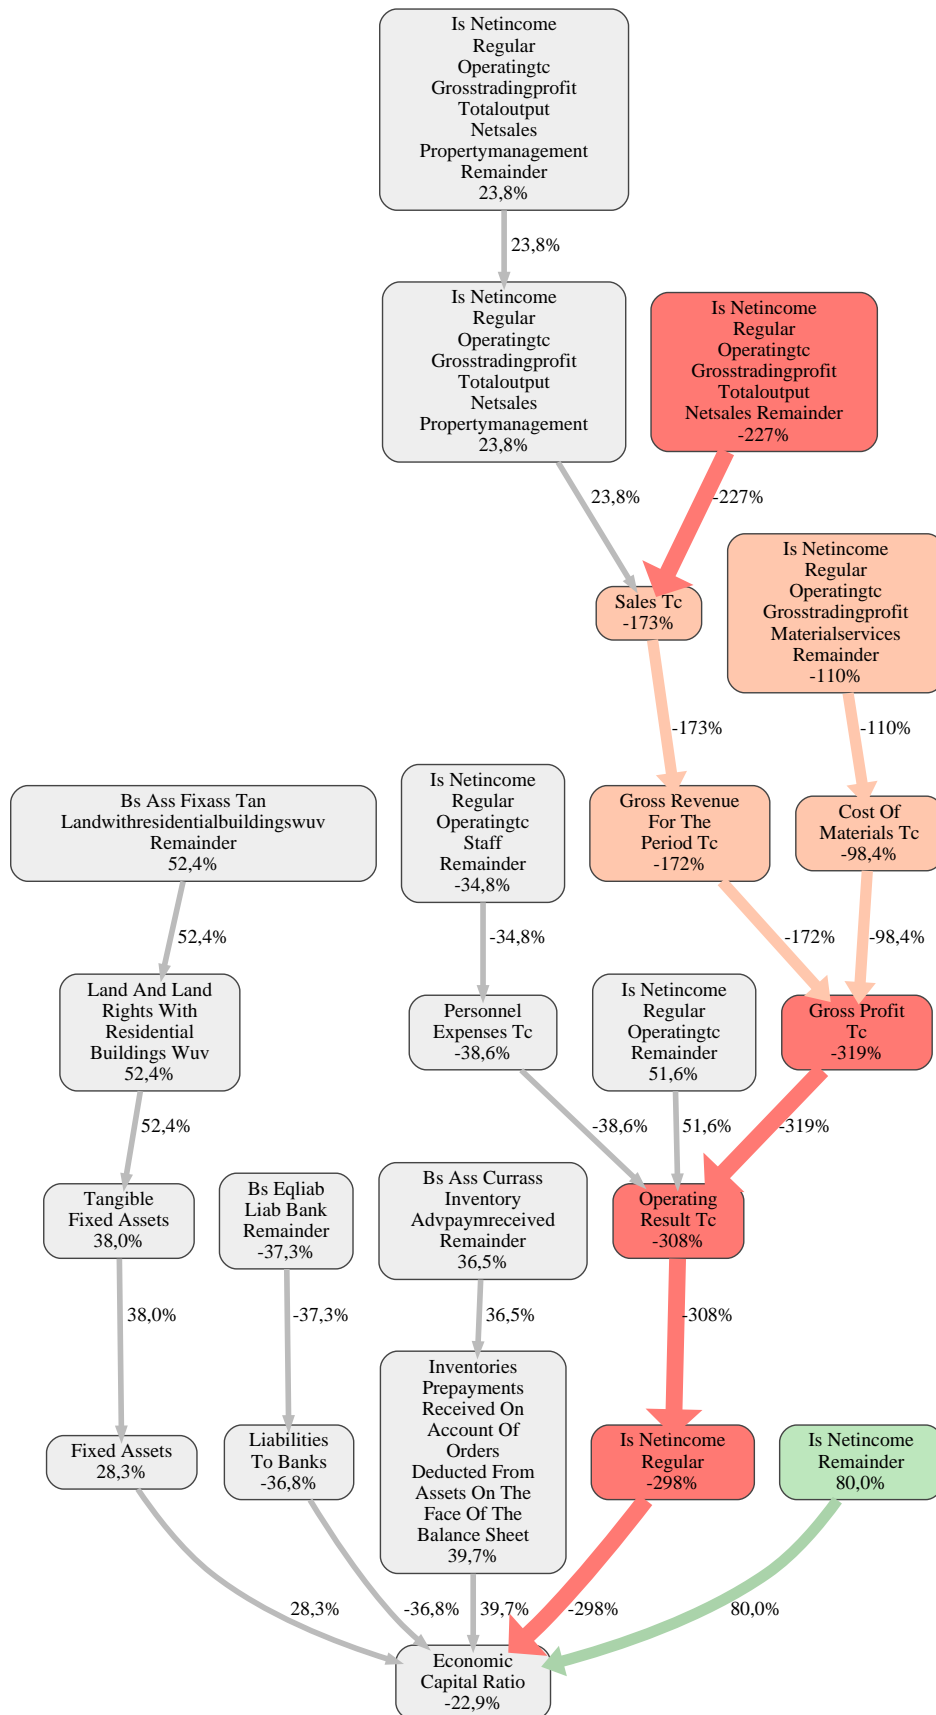 Is Netincome
Regular
Operatingtc
Grosstradingprofit
Totaloutput
Netsales
Propertymanagement
Remainder
23,8%
23,8%
Is Netincome
Regular
Operatingtc
Grosstradingprofit
Totaloutput
Netsales
Propertymanagement
23,8%
Is Netincome
Regular
Operatingtc
Grosstradingprofit
Totaloutput
Netsales Remainder
-227%
23,8%
-227%
Is Netincome
Regular
Operatingtc
Grosstradingprofit
Materialservices
Remainder
-110%
Sales Tc
-173%
-173%
-110%
Bs Ass Fixass Tan
Landwithresidentialbuildingswuv
Remainder
52,4%
Is Netincome
Regular
Operatingtc
Staff
Remainder
-34,8%
Gross Revenue
For The
Period Tc
-172%
Cost Of
Materials Tc
-98,4%
52,4%
-34,8%
-172%
-98,4%
Land And Land
Rights With
Residential
Buildings Wuv
52,4%
Personnel
Expenses Tc
-38,6%
Is Netincome
Regular
Operatingtc
Remainder
51,6%
Gross Profit
Tc
-319%
52,4%
-38,6%
51,6%
-319%
Tangible
Fixed Assets
38,0%
Bs Eqliab
Liab Bank
Remainder
-37,3%
Bs Ass Currass
Inventory
Advpaymreceived
Remainder
36,5%
Operating
Result Tc
-308%
38,0%
-37,3%
36,5%
-308%
Fixed Assets
28,3%
Liabilities
To Banks
-36,8%
Inventories
Prepayments
Received On
Account Of
Orders
Deducted From
Assets On The
Face Of The
Balance Sheet
39,7%
Is Netincome
Regular
-298%
Is Netincome
Remainder
80,0%
28,3%
-36,8%
39,7%
-298%
80,0%
Economic
Capital Ratio
-22,9%